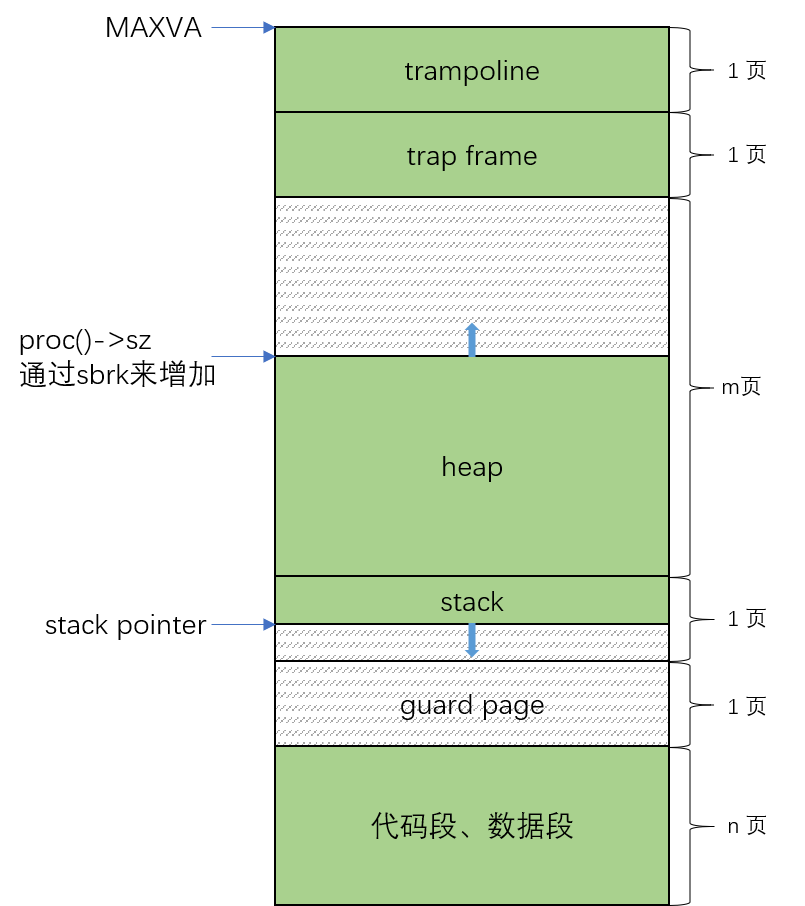 MAXVA
trampoline
1 页
trap frame
1 页
proc()->sz
通过sbrk来增加
m页
heap
stack
stack pointer
1 页
guard page
1 页
代码段、数据段
n 页